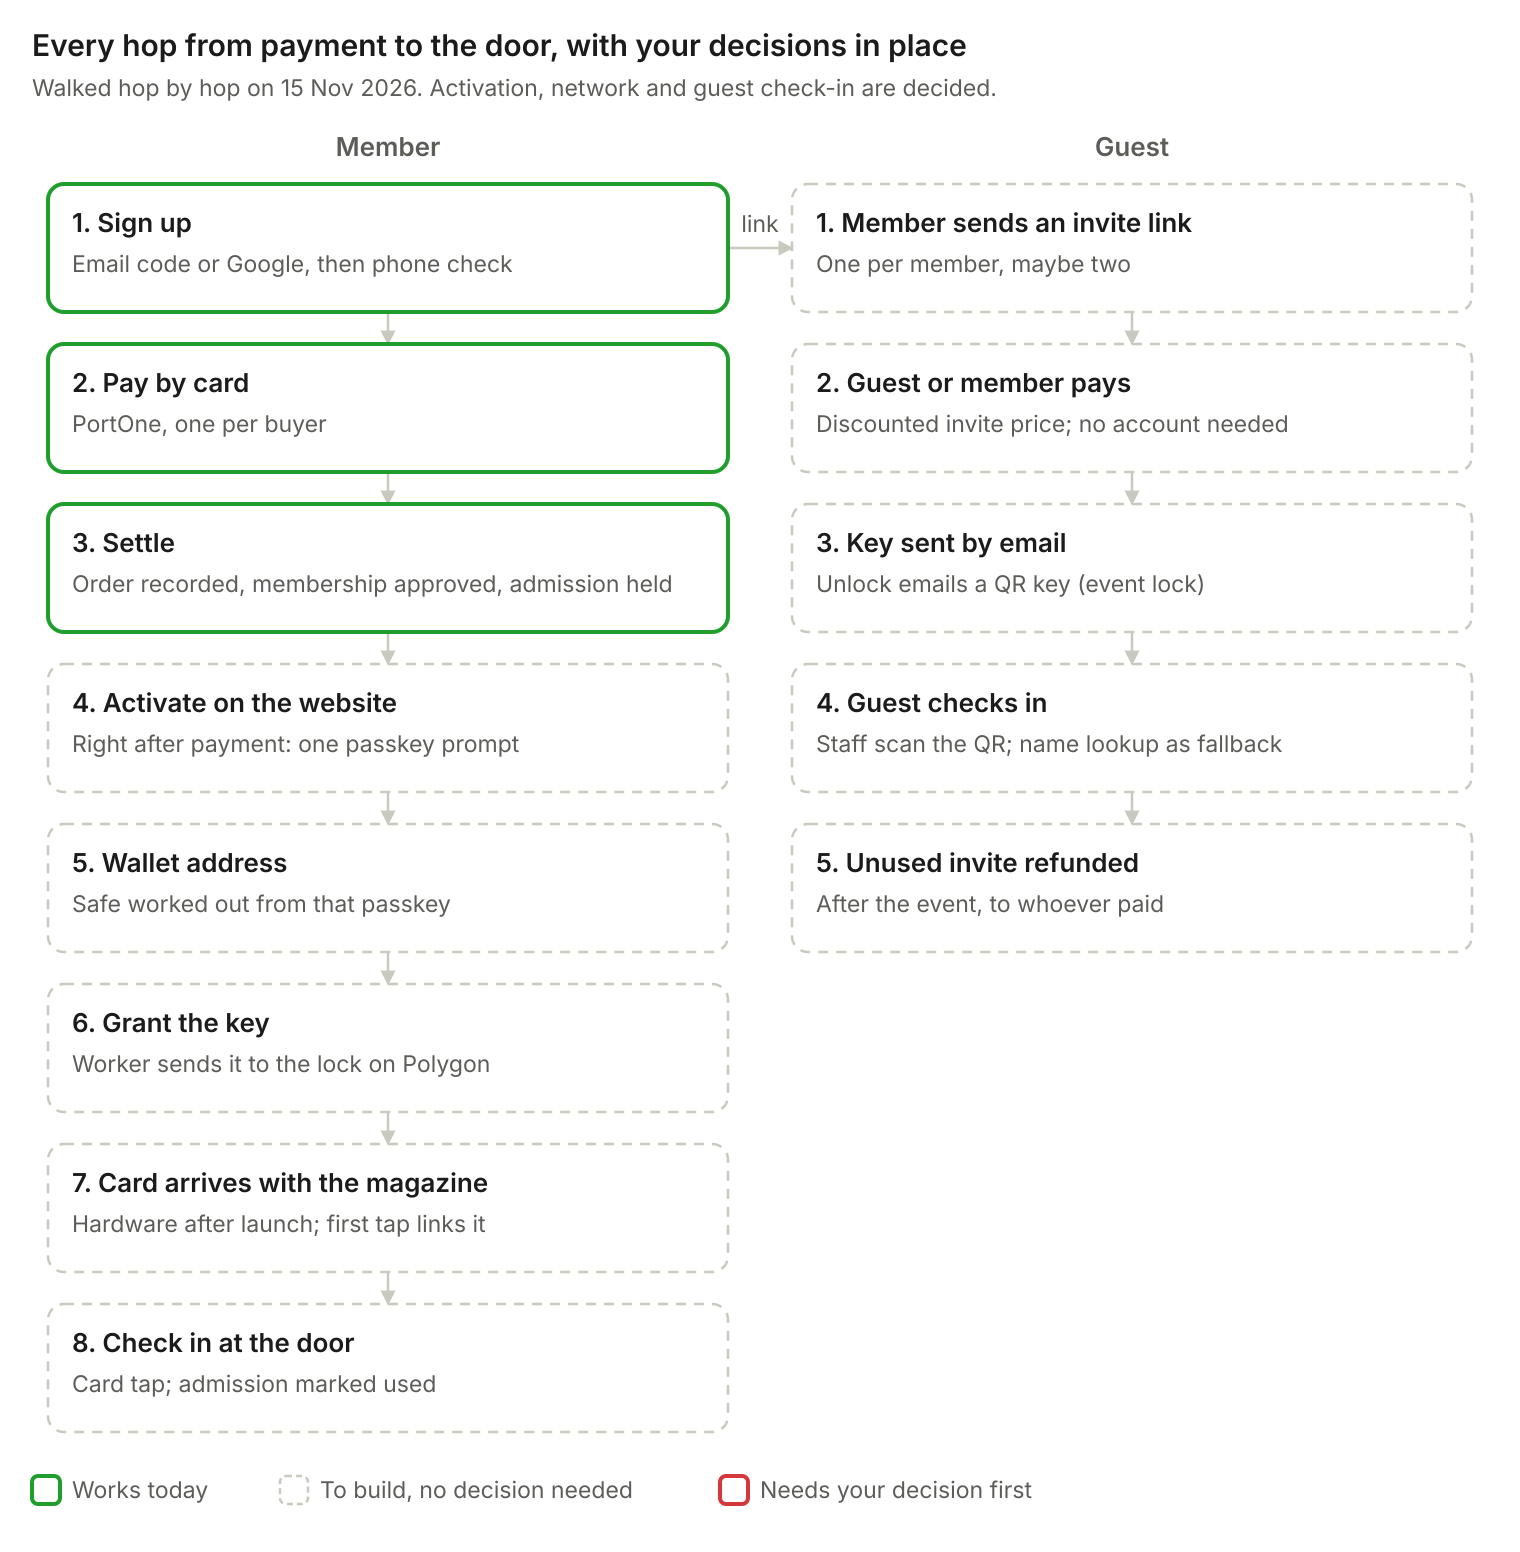 Every hop from payment to the door, with your decisions in place
Walked hop by hop on 15 Nov 2026. Activation, network and guest check-in are decided.
Member
1. Sign up
Email code or Google, then phone check
2. Pay by card
PortOne, one per buyer
3. Settle
Order recorded, membership approved, admission held
4. Activate on the website
Right after payment: one passkey prompt
5. Wallet address
Safe worked out from that passkey
6. Grant the key
Worker sends it to the lock on Polygon
7. Card arrives with the magazine
Hardware after launch; first tap links it
8. Check in at the door
Card tap; admission marked used
link
Guest
1. Member sends an invite link
One per member, maybe two
2. Guest or member pays
Discounted invite price; no account needed
3. Key sent by email
Unlock emails a QR key (event lock)
4. Guest checks in
Staff scan the QR; name lookup as fallback
5. Unused invite refunded
After the event, to whoever paid
Works today
To build, no decision needed
Needs your decision first